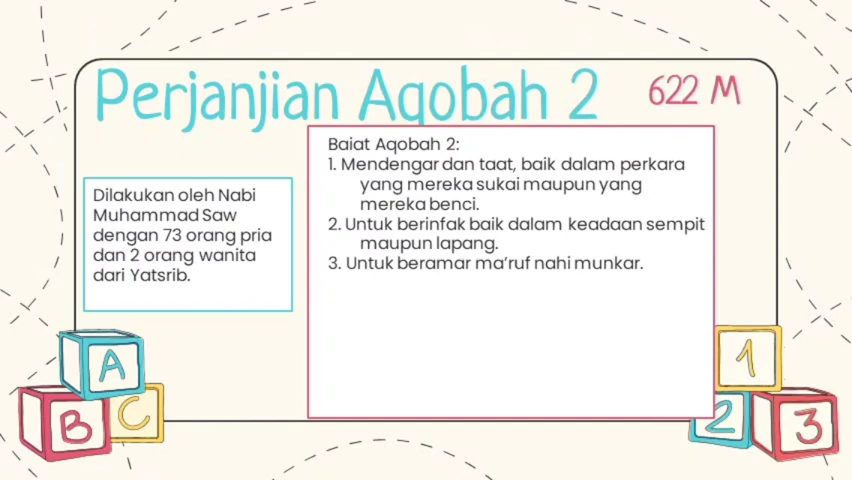 Perjanjian Aqobah 2
622 M
Baiat Aqobah 2:
1. Mendengar dan taat, baik dalam perkara
yang mereka sukai maupun yang
mereka benci.
2. Untuk berinfak baik dalam keadaan sempit
maupun lapang.
3. Untuk beramar ma'ruf nahi munkar.
Dilakukan oleh Nabi
Muhammad Saw
dengan 73 orang pria
dan 2 orang wanita
dari Yatsrib.
A
B
C
1
2
3